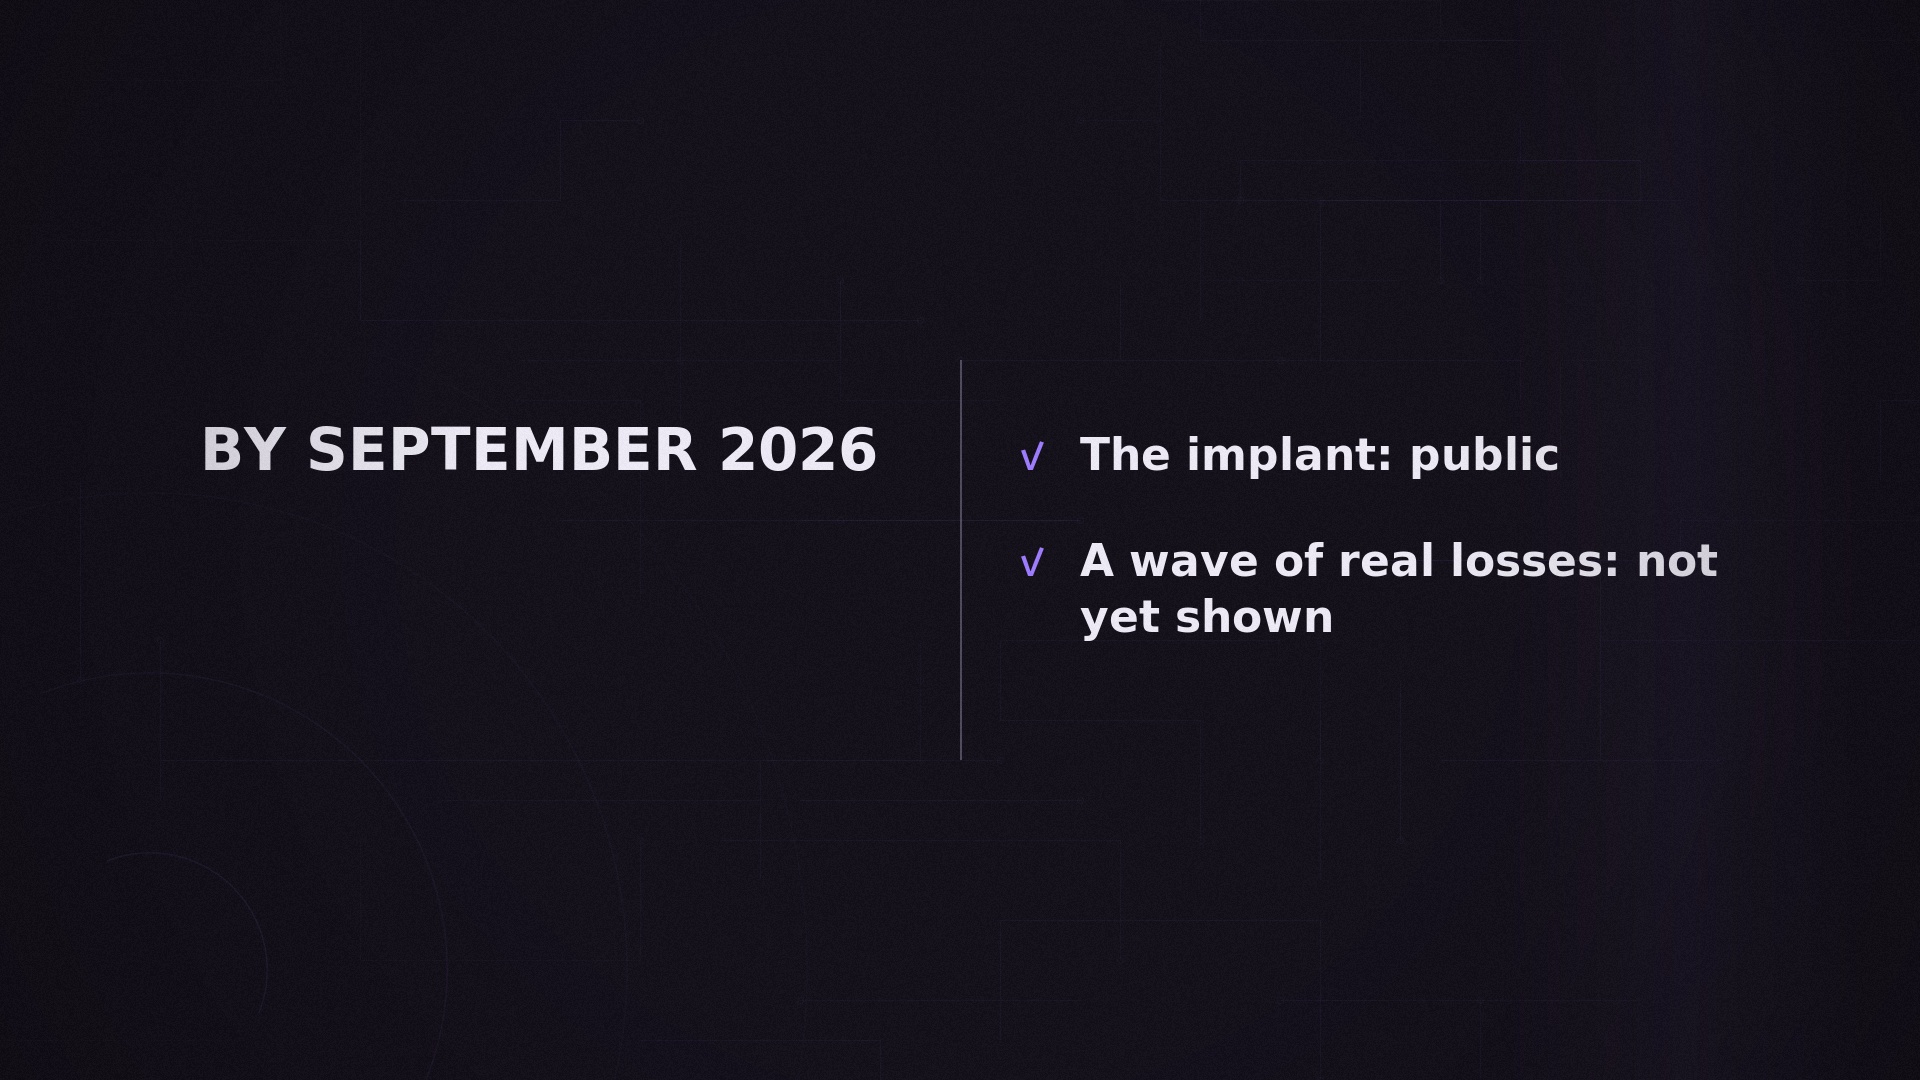 BY SEPTEMBER 2026
✓ The implant: public
✓ A wave of real losses: not
yet shown